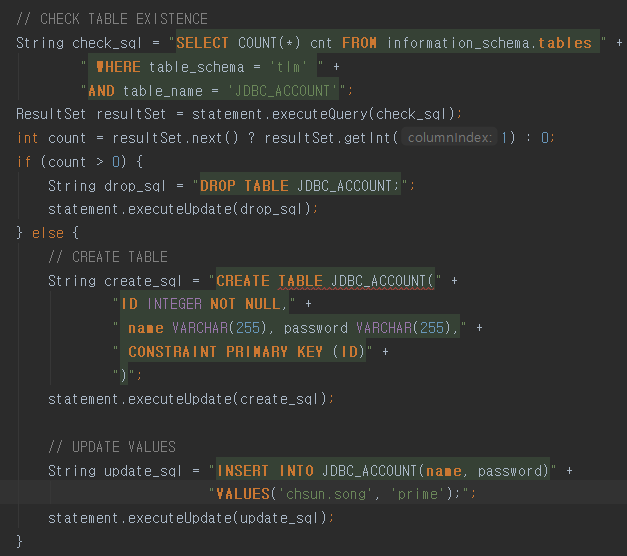 // CHECK TABLE EXISTENCE
String check_sql = "SELECT COUNT(*) cnt FROM information_schema.tables " +
        " WHERE table_schema = 'tlm' " +
        "AND table_name = 'JDBC_ACCOUNT'";
ResultSet resultSet = statement.executeQuery(check_sql);
int count = resultSet.next() ? resultSet.getInt( columnIndex: 1) : 0;
if (count > 0) {
    String drop_sql = "DROP TABLE JDBC_ACCOUNT;";
    statement.executeUpdate(drop_sql);
} else {
    // CREATE TABLE
    String create_sql = "CREATE TABLE JDBC_ACCOUNT(" +
            "ID INTEGER NOT NULL," +
            " name VARCHAR(255), password VARCHAR(255)," +
            " CONSTRAINT PRIMARY KEY (ID)" +
            ")";
    statement.executeUpdate(create_sql);
    // UPDATE VALUES
    String update_sql = "INSERT INTO JDBC_ACCOUNT(name, password)" +
                        "VALUES('chsun.song', 'prime');";
    statement.executeUpdate(update_sql);
}